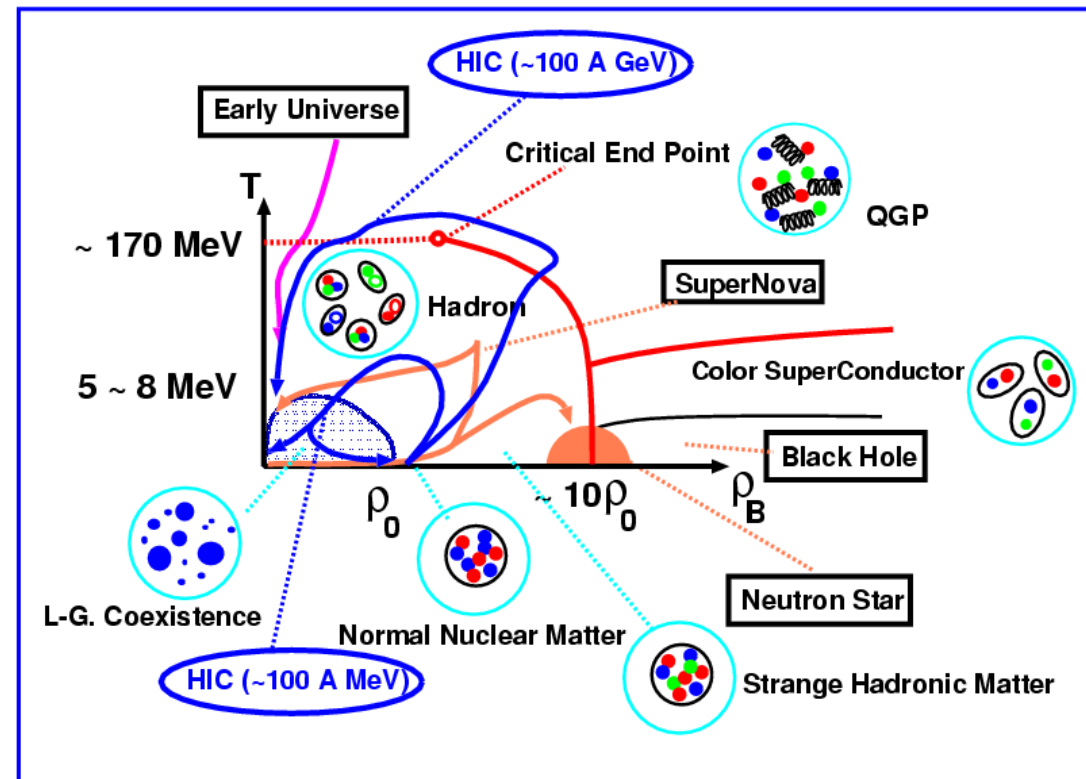 HIC (~100 A GeV)
Early Universe
Critical End Point
T
QGP
~ 170 MeV
SuperNova
Hadron
5 ~ 8 MeV
Color SuperConductor
Black Hole
ρ0
~ 10ρ0
ρB
L-G. Coexistence
Normal Nuclear Matter
Neutron Star
HIC (~100 A MeV)
Strange Hadronic Matter